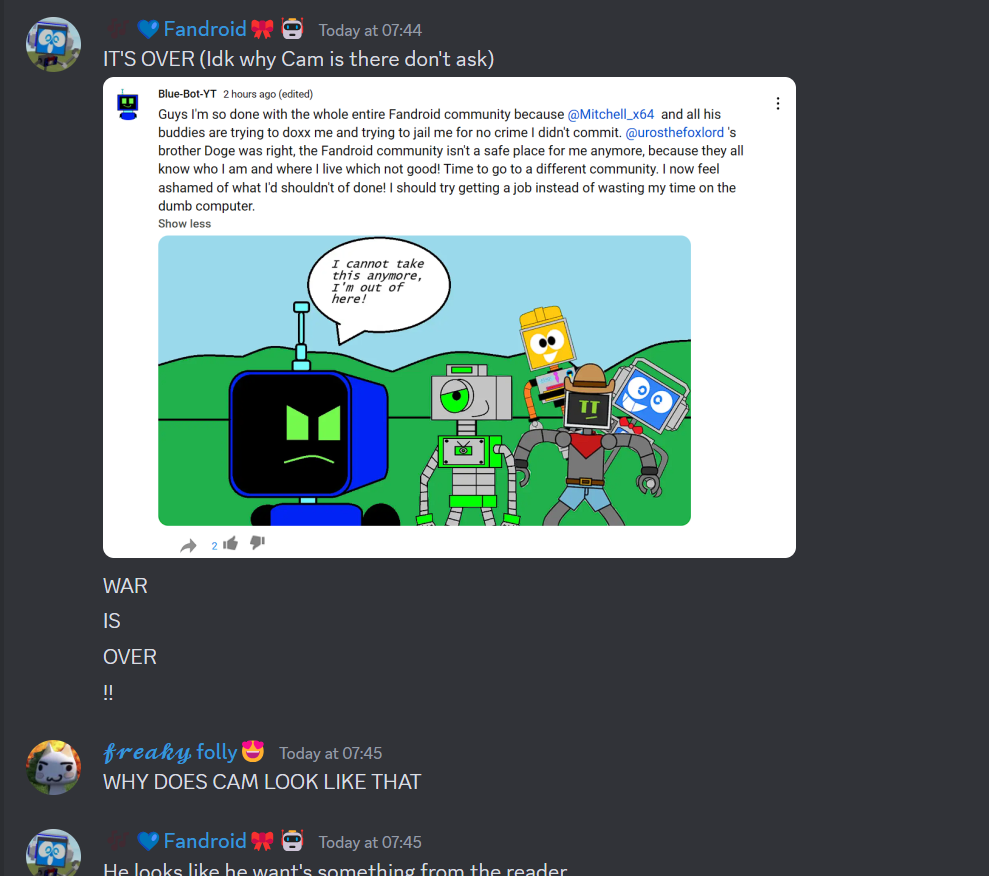 Fandroid Today at 07:44
IT'S OVER (Idk why Cam is there don't ask)
Blue-Bot-YT 2 hours ago (edited)
Guys I'm so done with the whole entire Fandroid community because @Mitchell_x64 and all his
buddies are trying to doxx me and trying to jail me for no crime I didn't commit. @urosthefoxlord 's
brother Doge was right, the Fandroid community isn't a safe place for me anymore, because they all
know who I am and where I live which not good! Time to go to a different community. I now feel
ashamed of what I'd shouldn't of done! I should try getting a job instead of wasting my time on the
dumb computer.
Show less
I cannot take
this anymore,
I'm out of
here!
2
WAR
IS
OVER
!!
𝓯𝓻𝓮𝓪𝓴𝔂 folly Today at 07:45
WHY DOES CAM LOOK LIKE THAT
Fandroid Today at 07:45
He looks like he want's something from the reader